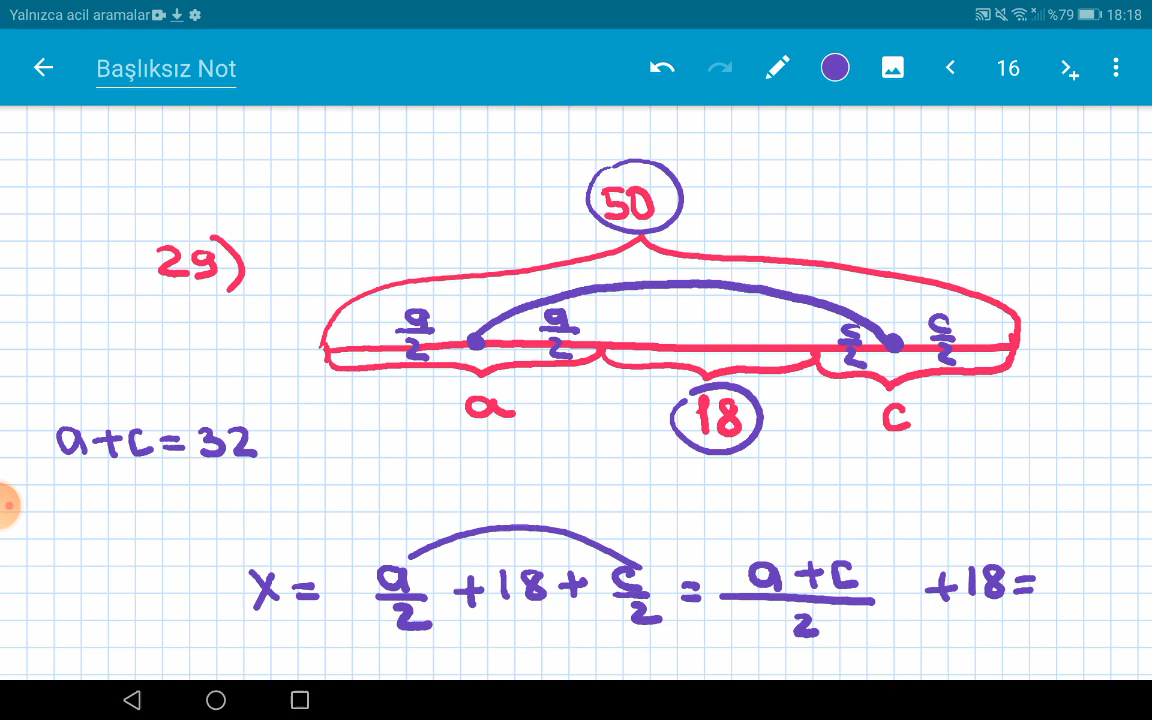 Yalnızca acil aramalar %79 18:18
Başlıksız Not 16
50
29)
a/2 a/2 c/2 c/2
a 18 c
a+c=32
x = a/2 +18+ c/2 = a+c/2 +18=